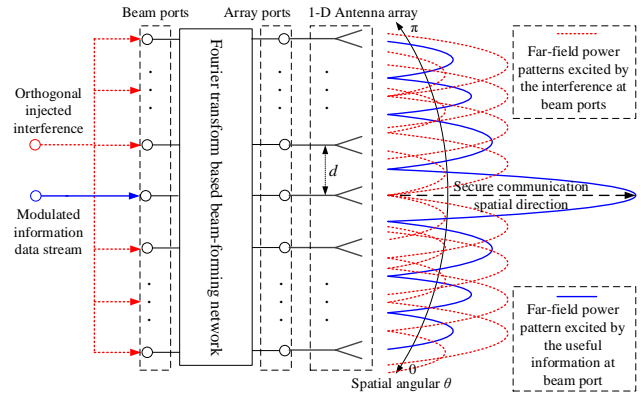 Beam ports
Array ports
1-D Antenna array
π
Orthogonal
injected
interference
Modulated
information
data stream
Fourier transform based
beam-forming network
d
Secure communication
spatial direction
0
Spatial angular θ
Far-field power
patterns excited
by the
interference at
beam ports
Far-field power
pattern excited
by the useful
information at
beam port